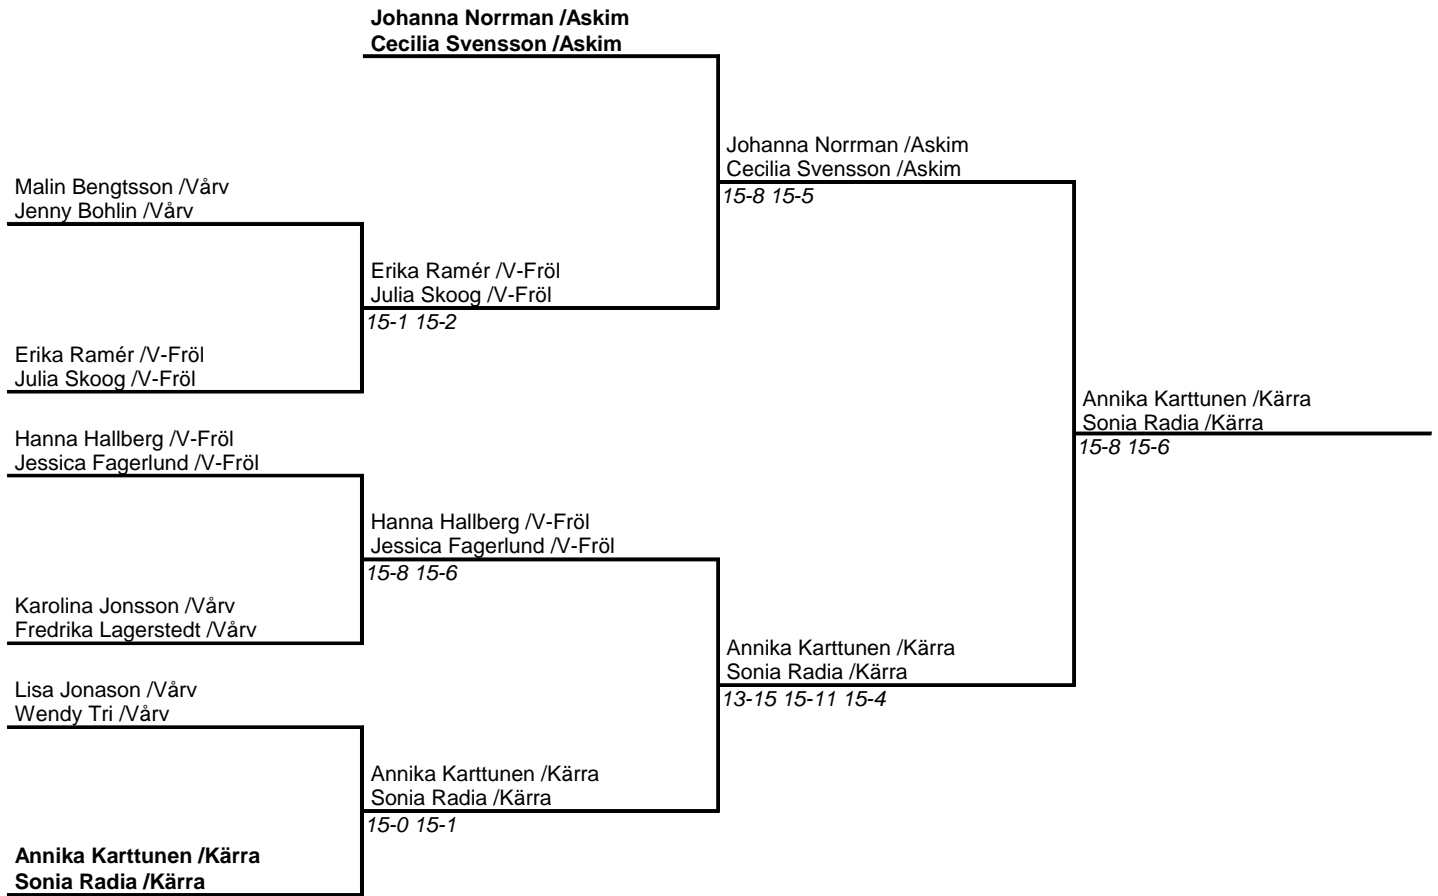 Johanna Norrman /Askim
Cecilia Svensson /Askim
Johanna Norrman /Askim
Cecilia Svensson /Askim
15-8 15-5
Malin Bengtsson /Vårv
Jenny Bohlin /Vårv
Erika Ramér /V-Fröl
Julia Skoog /V-Fröl
15-1 15-2
Erika Ramér /V-Fröl
Julia Skoog /V-Fröl
Annika Karttunen /Kärra
Sonia Radia /Kärra
15-8 15-6
Hanna Hallberg /V-Fröl
Jessica Fagerlund /V-Fröl
Hanna Hallberg /V-Fröl
Jessica Fagerlund /V-Fröl
15-8 15-6
Karolina Jonsson /Vårv
Fredrika Lagerstedt /Vårv
Annika Karttunen /Kärra
Sonia Radia /Kärra
13-15 15-11 15-4
Lisa Jonason /Vårv
Wendy Tri /Vårv
Annika Karttunen /Kärra
Sonia Radia /Kärra
15-0 15-1
Annika Karttunen /Kärra
Sonia Radia /Kärra